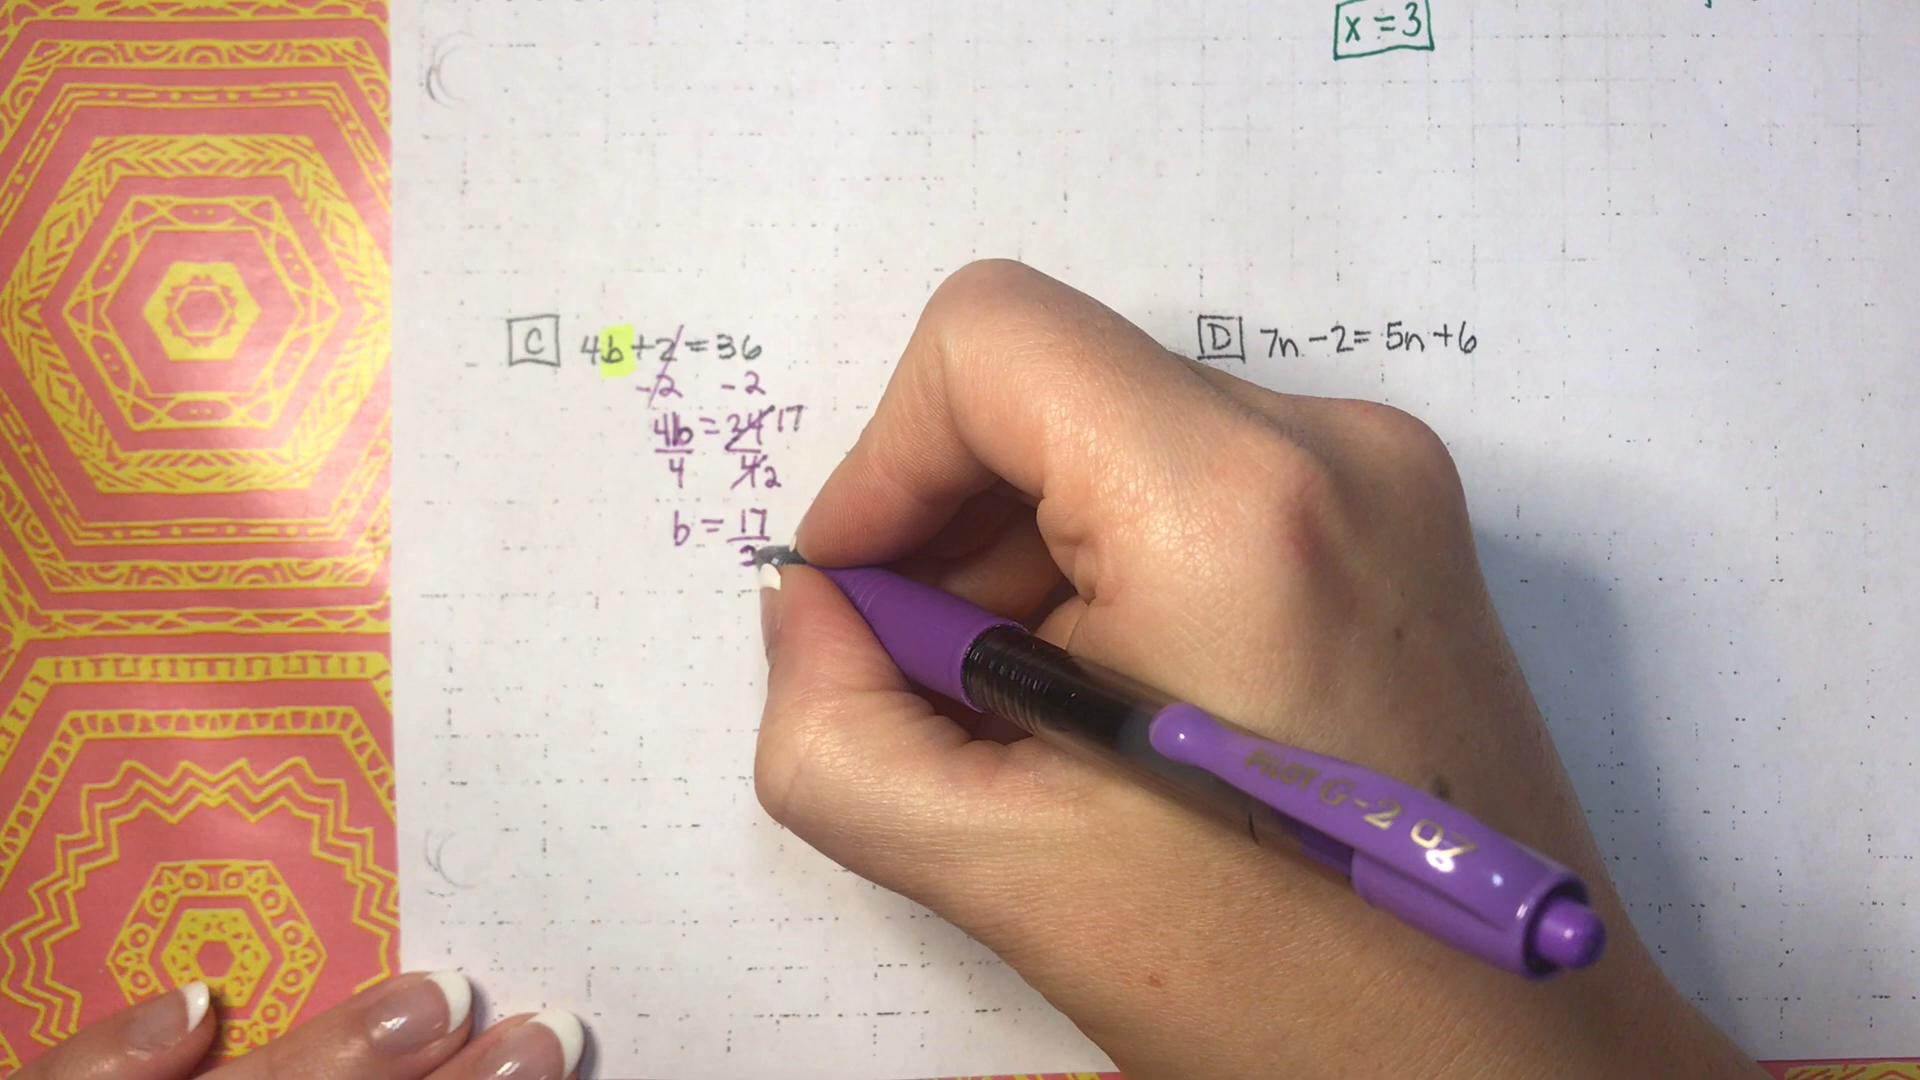 x = 3
C 4b + 2 = 36
-2 -2
4b = 34 17
4 4 2
b = 17
2
D 7n - 2 = 5n + 6
PILOT G-2 07